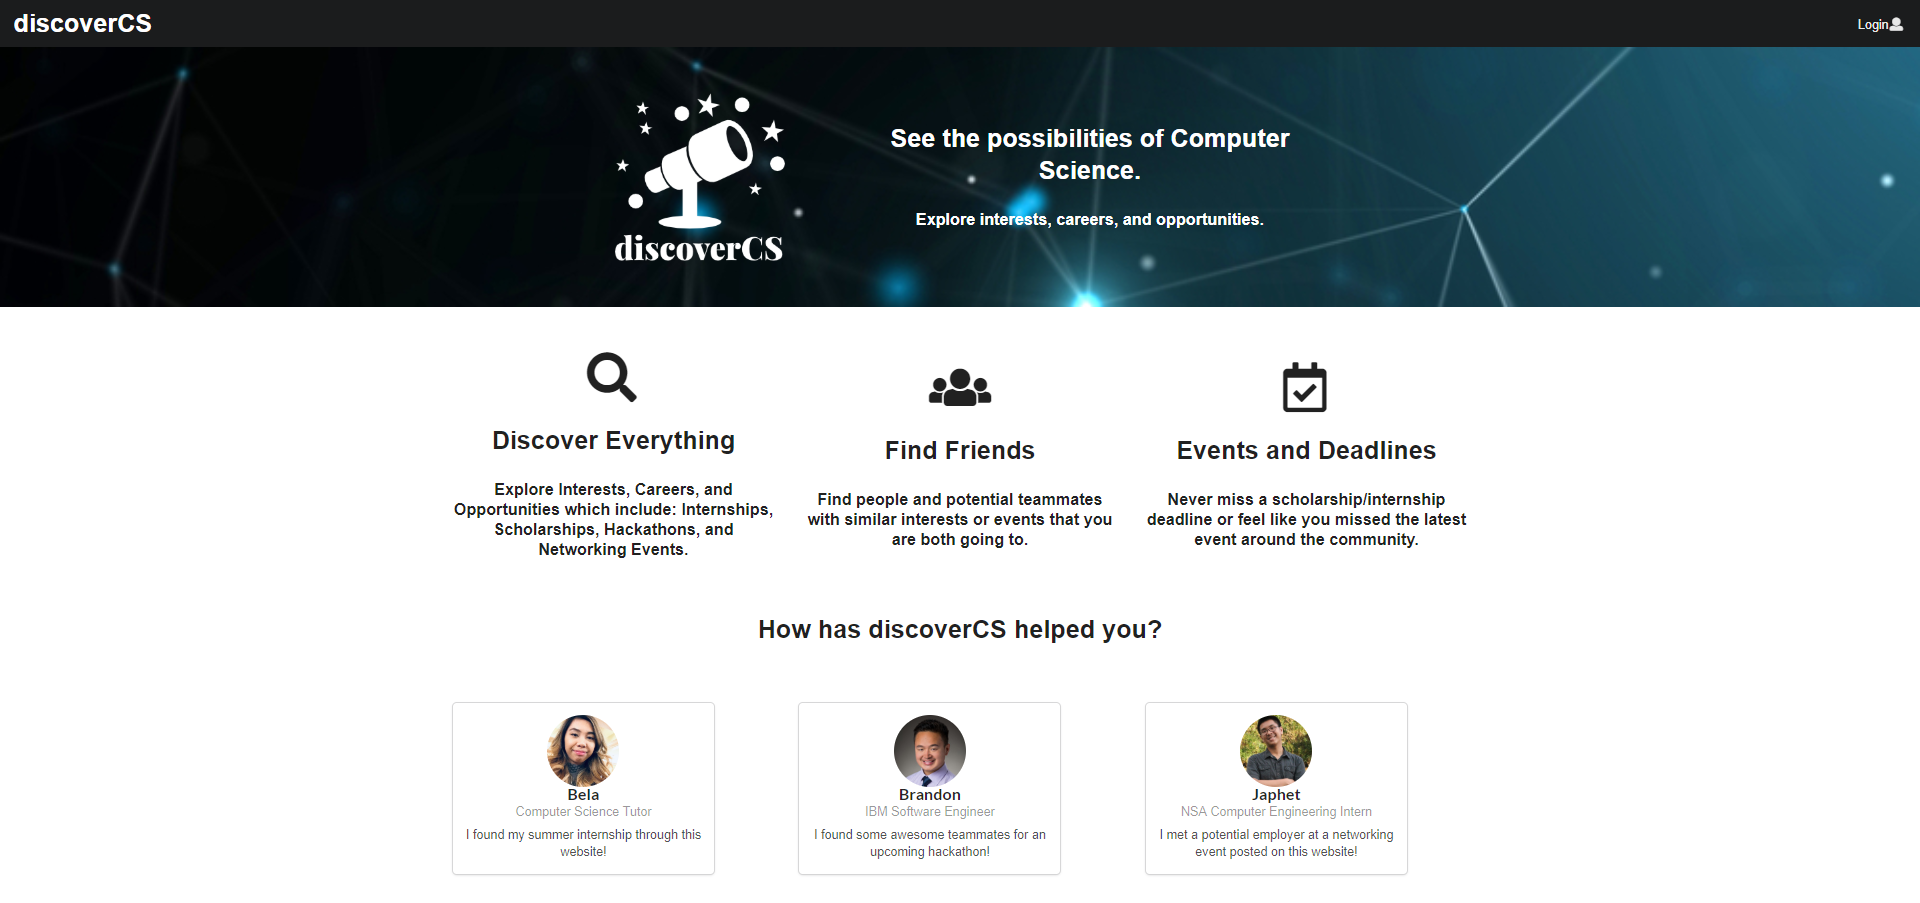 discoverCS
Login
discoverCS
See the possibilities of Computer
Science.
Explore interests, careers, and opportunities.
Discover Everything
Explore Interests, Careers, and
Opportunities which include: Internships,
Scholarships, Hackathons, and
Networking Events.
Find Friends
Find people and potential teammates
with similar interests or events that you
are both going to.
Events and Deadlines
Never miss a scholarship/internship
deadline or feel like you missed the latest
event around the community.
How has discoverCS helped you?
Bela
Computer Science Tutor
I found my summer internship through this
website!
Brandon
IBM Software Engineer
I found some awesome teammates for an
upcoming hackathon!
Japhet
NSA Computer Engineering Intern
I met a potential employer at a networking
event posted on this website!